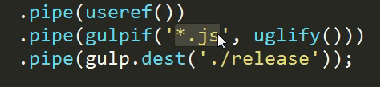 .pipe(useref())
.pipe(gulpif('*.js', uglify()))
.pipe(gulp.dest('./release'));